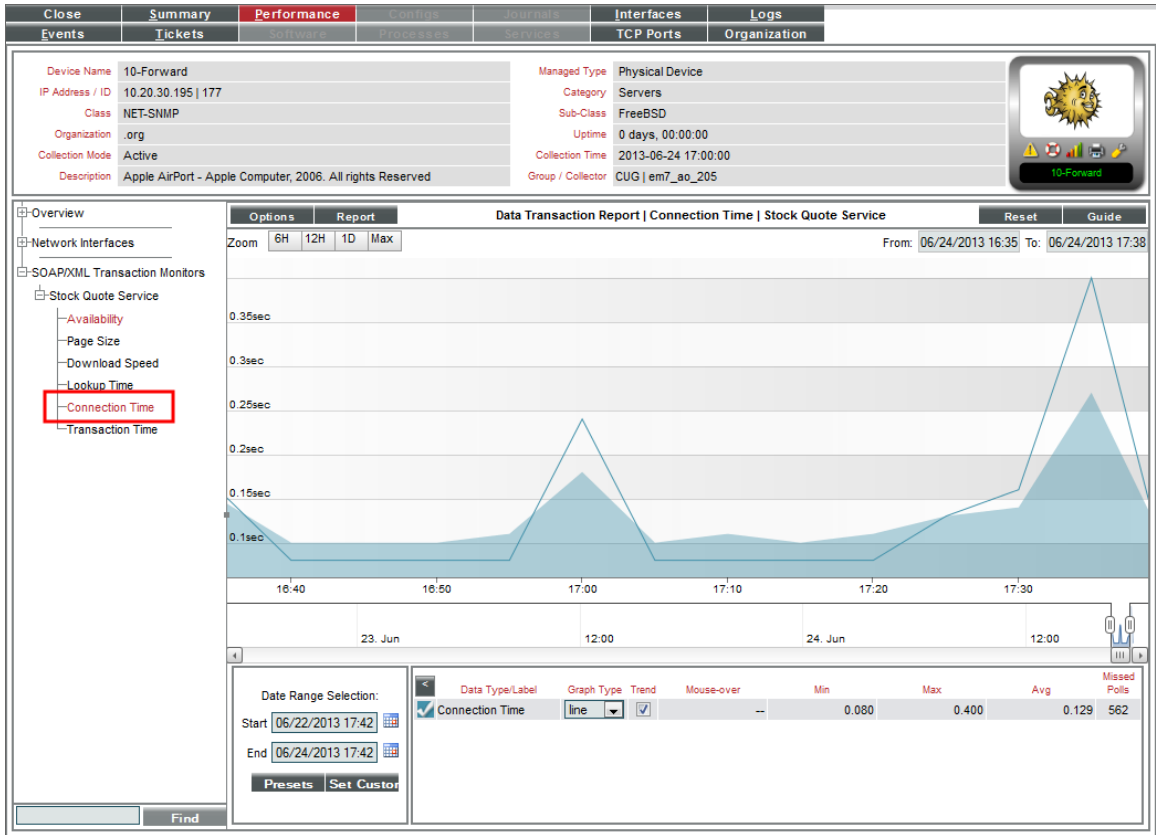 Close Summary Performance Configs Journals Interfaces Logs
Events Tickets Software Processes Services TCP Ports Organization
Device Name 10-Forward Managed Type Physical Device
IP Address / ID 10.20.30.195 | 177 Category Servers
Class NET-SNMP Sub-Class FreeBSD
Organization .org Uptime 0 days, 00:00:00
Collection Mode Active Collection Time 2013-06-24 17:00:00
Description Apple AirPort - Apple Computer, 2006. All rights Reserved Group / Collector CUG | em7_ao_205
10-Forward
Overview
Network Interfaces
SOAP/XML Transaction Monitors
Stock Quote Service
Availability
Page Size
Download Speed
Lookup Time
Connection Time
Transaction Time
Find
Options Report Data Transaction Report | Connection Time | Stock Quote Service Reset Guide
Zoom 6H 12H 1D Max From: 06/24/2013 16:35 To: 06/24/2013 17:38
0.35sec
0.3sec
0.25sec
0.2sec
0.15sec
0.1sec
16:40 16:50 17:00 17:10 17:20 17:30
23. Jun 12:00 24. Jun 12:00
Date Range Selection:
Start 06/22/2013 17:42
End 06/24/2013 17:42
Presets Set Custor
< Data Type/Label Graph Type Trend Mouse-over Min Max Avg Missed Polls
Connection Time line -- 0.080 0.400 0.129 562